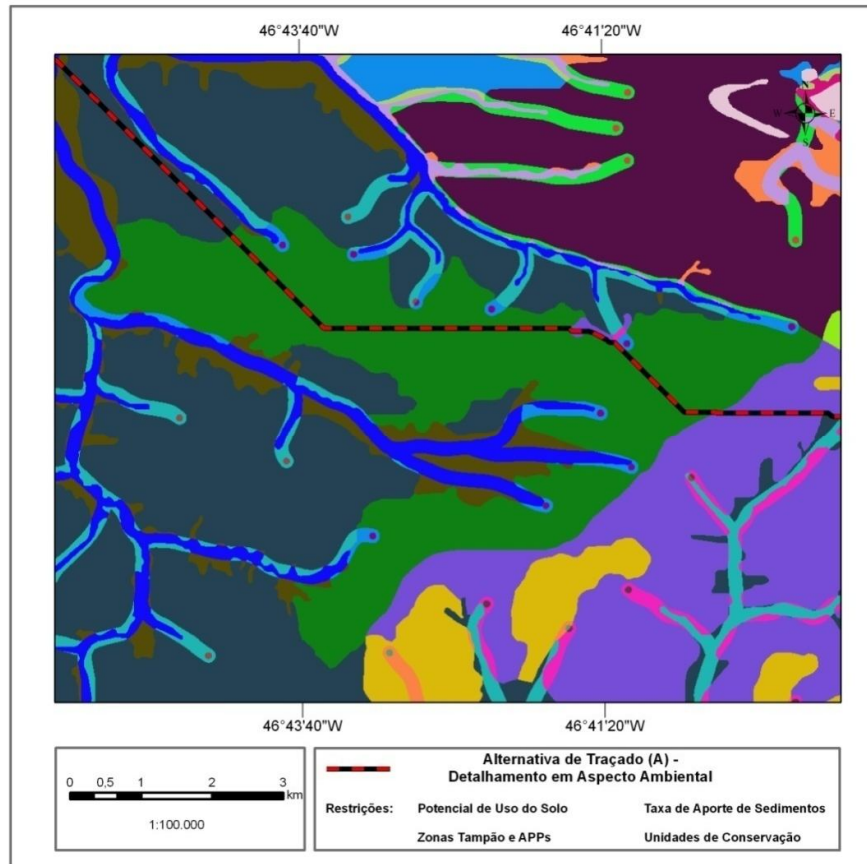 46°43'40"W 46°41'20"W
N
W E
S
46°43'40"W 46°41'20"W
0 0,5 1 2 3
km
1:100.000
Alternativa de Traçado (A) -
Detalhamento em Aspecto Ambiental
Restrições: Potencial de Uso do Solo Taxa de Aporte de Sedimentos
Zonas Tampão e APPs Unidades de Conservação